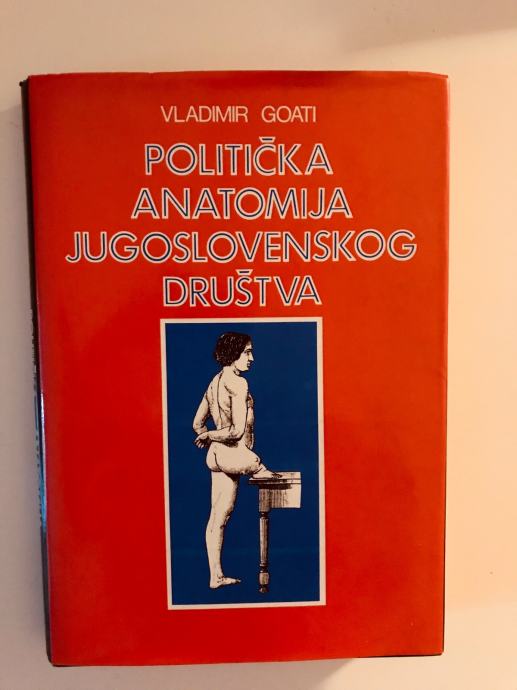 VLADIMIR GOATI
POLITIČKA
ANATOMIJA
JUGOSLOVENSKOG
DRUŠTVA